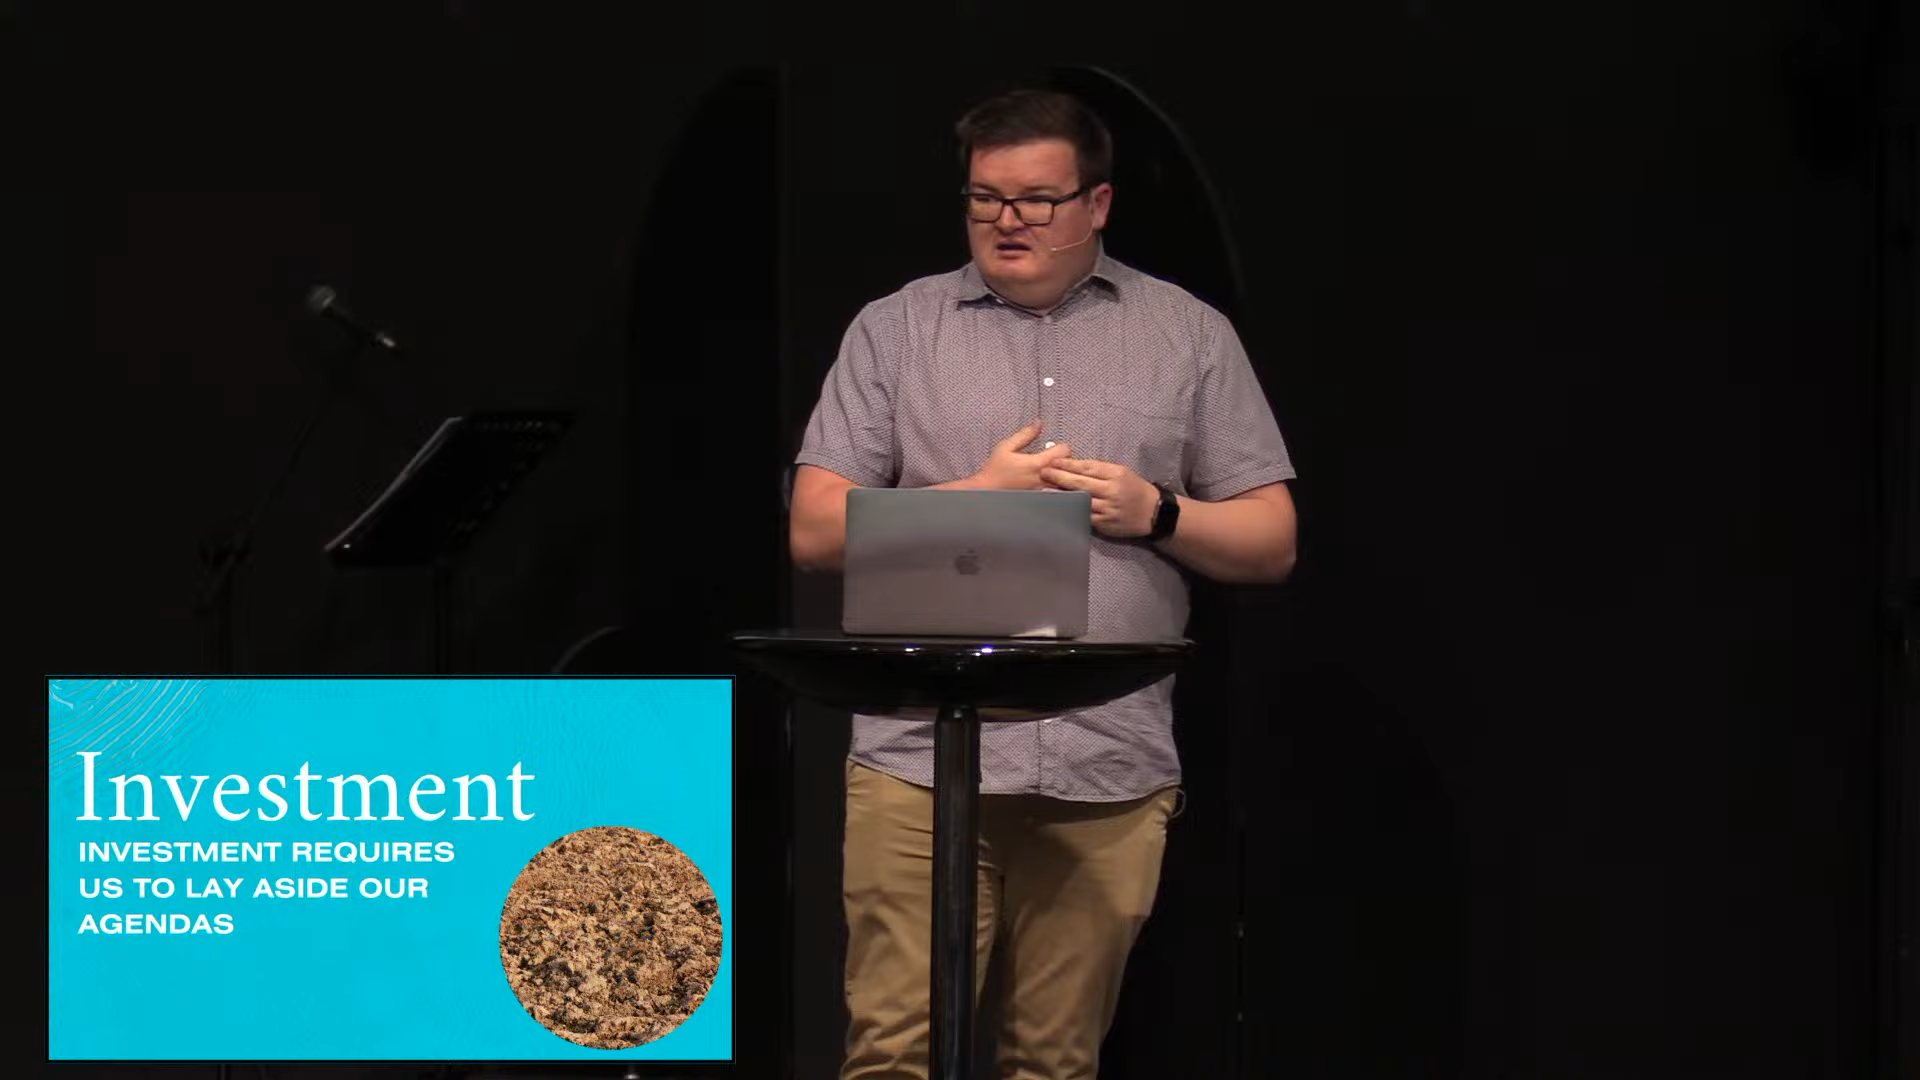 Investment
INVESTMENT REQUIRES
US TO LAY ASIDE OUR
AGENDAS